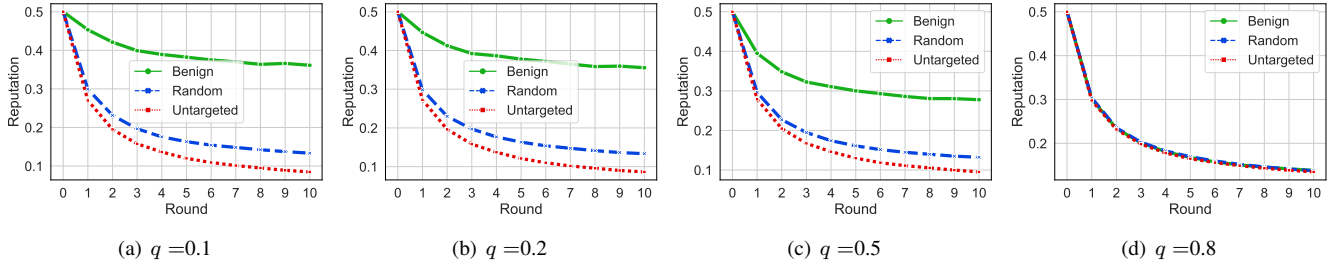 Reputation
0.5
0.4
0.3
0.2
0.1
Benign
Random
Untargeted
0 1 2 3 4 5 6 7 8 9 10
Round
(a) q =0.1
Reputation
0.5
0.4
0.3
0.2
0.1
Benign
Random
Untargeted
0 1 2 3 4 5 6 7 8 9 10
Round
(b) q =0.2
Reputation
0.5
0.4
0.3
0.2
0.1
Benign
Random
Untargeted
0 1 2 3 4 5 6 7 8 9 10
Round
(c) q =0.5
Reputation
0.5
0.4
0.3
0.2
Benign
Random
Untargeted
0 1 2 3 4 5 6 7 8 9 10
Round
(d) q =0.8